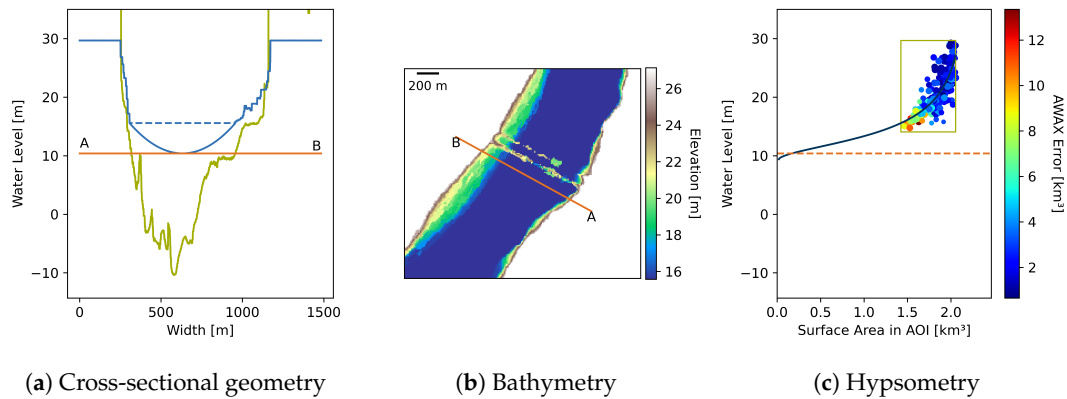 30
20
10
0
−10
Water Level [m]
A
B
0
500
1000
1500
Width [m]
200 m
B
A
26
24
22
20
18
16
Elevation [m]
30
20
10
0
−10
Water Level [m]
0.0
0.5
1.0
1.5
2.0
Surface Area in AOI [km²]
12
10
8
6
4
2
AWAX Error [km³]
(a) Cross-sectional geometry
(b) Bathymetry
(c) Hypsometry